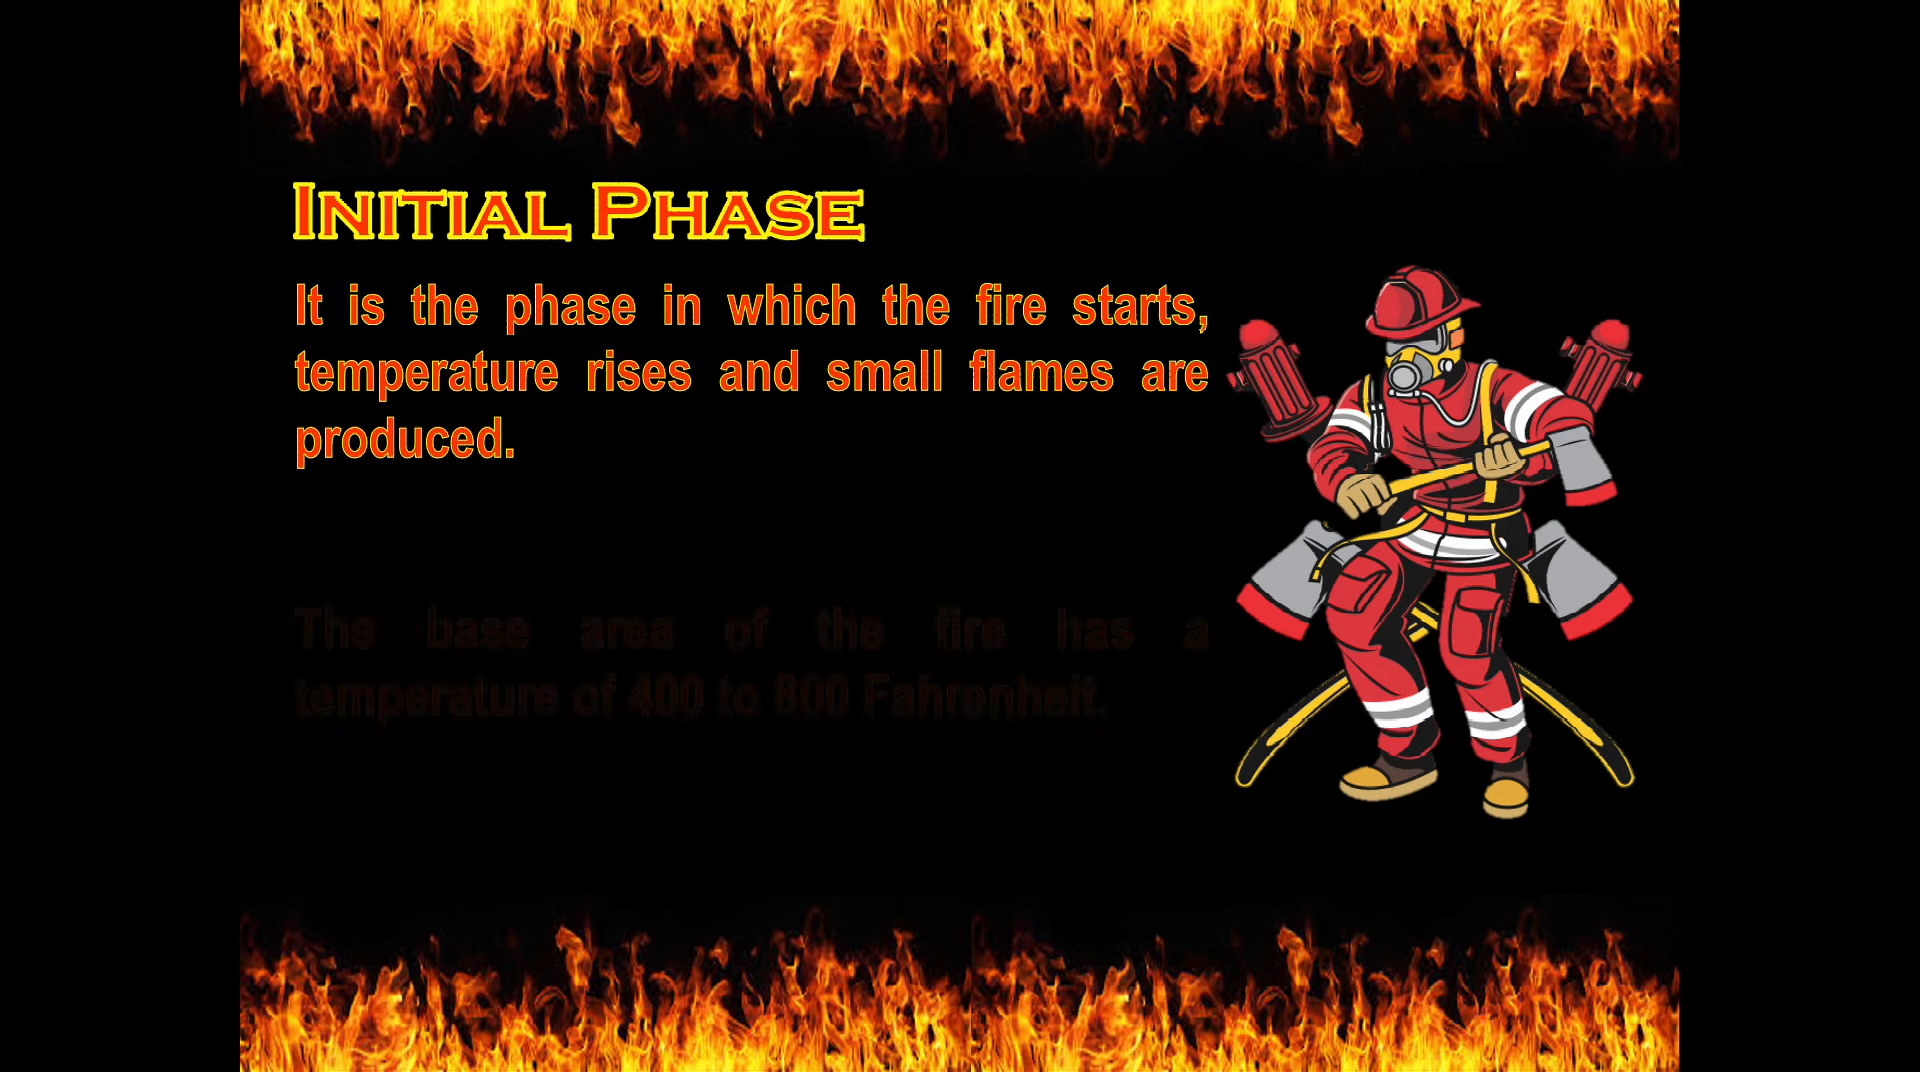 INITIAL PHASE
It is the phase in which the fire starts,
temperature rises and small flames are
produced.
The base area of the fire has a
temperature of 400 to 800 Fahrenheit.